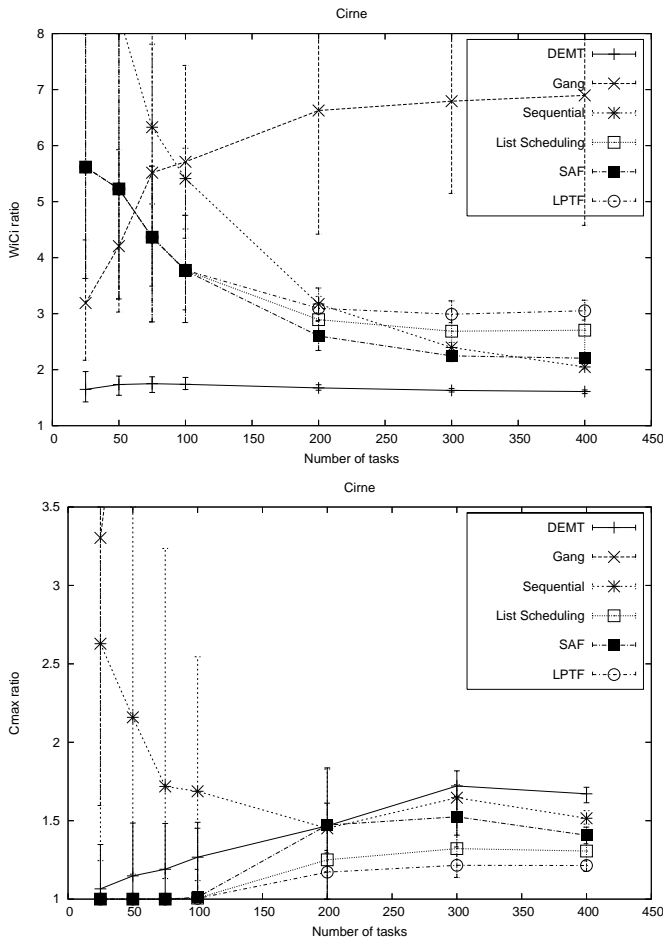 Cirne
8
7
6
5
4
3
2
1
WiCi ratio
DEMT
Gang
Sequential
List Scheduling
SAF
LPTF
0 50 100 150 200 250 300 350 400 450
Number of tasks
Cirne
3.5
3
2.5
2
1.5
1
Cmax ratio
DEMT
Gang
Sequential
List Scheduling
SAF
LPTF
0 50 100 150 200 250 300 350 400 450
Number of tasks